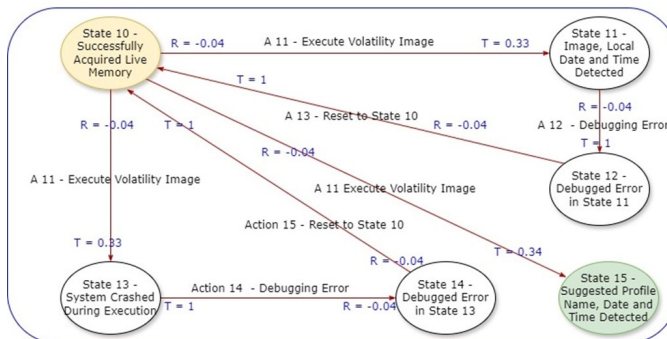 State 10 -
Successfully
Acquired Live
Memory
R = -0.04
A 11 - Execute Volatility Image
T = 0.33
State 11 -
Image, Local
Date and Time
Detected
R = -0.04
A 12 - Debugging Error
T = 1
State 12 -
Debugged Error
in State 11
R = -0.04
A 13 - Reset to State 10
T = 1
R = -0.04
A 11 Execute Volatility Image
T = 0.34
State 15 -
Suggested Profile
Name, Date and
Time Detected
R = -0.04
A 11 - Execute Volatility Image
T = 0.33
State 13 -
System Crashed
During Execution
Action 14 - Debugging Error
T = 1
R = -0.04
State 14 -
Debugged Error
in State 13
R = -0.04
Action 15 - Reset to State 10
T = 1